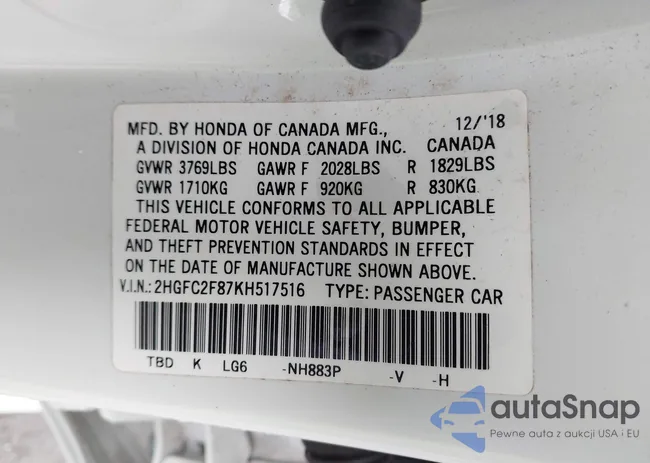 MFD. BY HONDA OF CANADA MFG., 12/'18
A DIVISION OF HONDA CANADA INC. CANADA
GVWR 3769LBS GAWR F 2028LBS R 1829LBS
GVWR 1710KG GAWR F 920KG R 830KG
THIS VEHICLE CONFORMS TO ALL APPLICABLE
FEDERAL MOTOR VEHICLE SAFETY, BUMPER,
AND THEFT PREVENTION STANDARDS IN EFFECT
ON THE DATE OF MANUFACTURE SHOWN ABOVE.
V.I.N.:2HGFC2F87KH517516 TYPE: PASSENGER CAR
TBD K LG6 -NH883P -V -H
autaSnap
Pewne auta z aukcji USA i EU